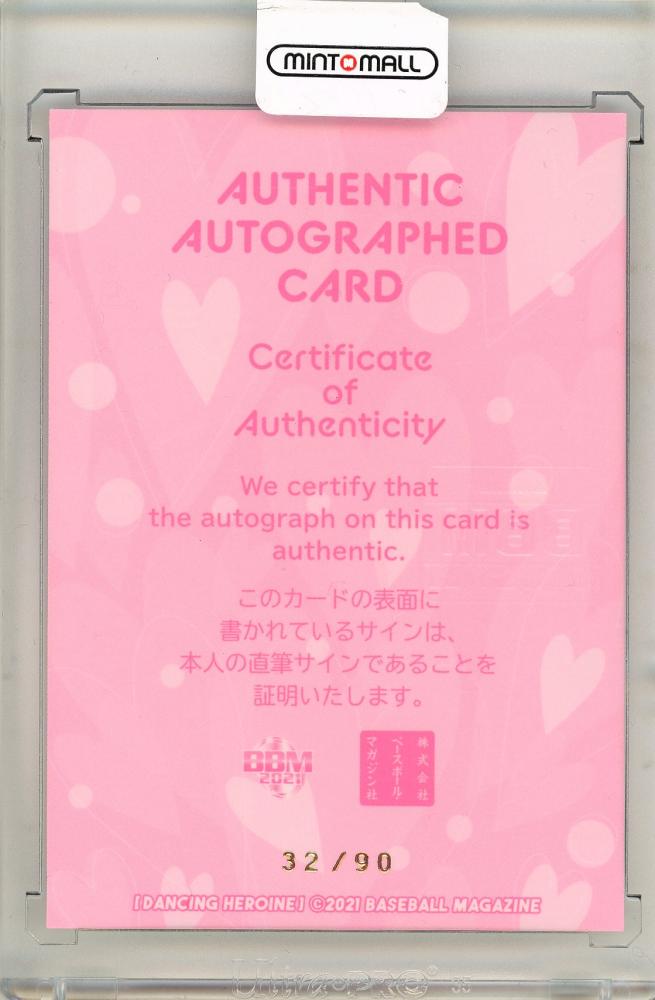 MINTMALL
AUTHENTIC
AUTOGRAPHED
CARD
Certificate
of
Authenticity
We certify that
the autograph on this card is
authentic.
このカードの表面に
書かれているサインは、
本人の直筆サインであることを
証明いたします。
BBM
2021
株式会社
ベースボール・
マガジン社
32/90
[DANCING HEROINE] ©2021 BASEBALL MAGAZINE
Ultra·PRO® 35